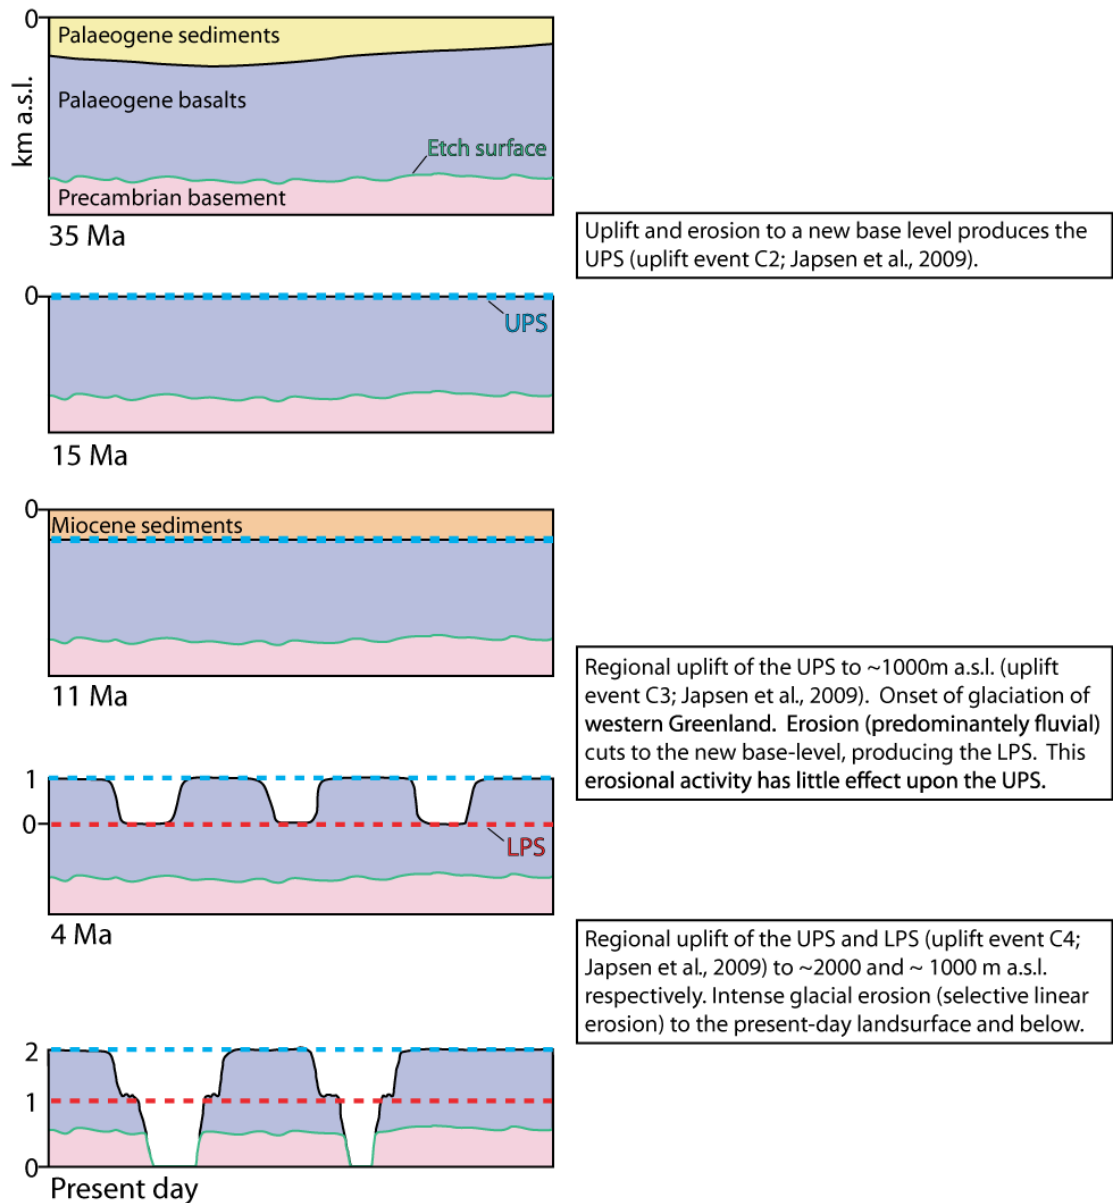 0
Palaeogene sediments
km a.s.l.
Palaeogene basalts
Etch surface
Precambrian basement
35 Ma
Uplift and erosion to a new base level produces the
UPS (uplift event C2; Japsen et al., 2009).
0
UPS
15 Ma
0
Miocene sediments
11 Ma
Regional uplift of the UPS to ~1000m a.s.l. (uplift
event C3; Japsen et al., 2009).  Onset of glaciation of
western Greenland.  Erosion (predominantely fluvial)
cuts to the new base-level, producing the LPS.  This
erosional activity has little effect upon the UPS.
1
0
LPS
4 Ma
Regional uplift of the UPS and LPS (uplift event C4;
Japsen et al., 2009) to ~2000 and ~ 1000 m a.s.l.
respectively. Intense glacial erosion (selective linear
erosion) to the present-day landsurface and below.
2
1
0
Present day